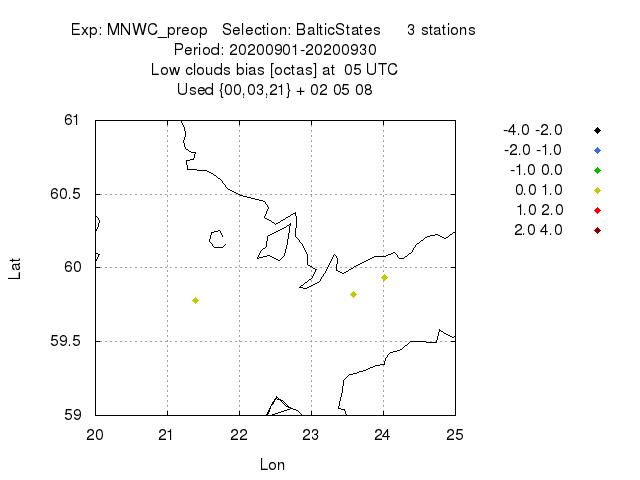 Exp: MNWC_preop Selection: BalticStates 3 stations
Period: 20200901-20200930
Low clouds bias [octas] at 05 UTC
Used {00,03,21} + 02 05 08
61
60.5
60
59.5
59
Lat
20 21 22 23 24 25
Lon
-4.0 -2.0
-2.0 -1.0
-1.0 0.0
0.0 1.0
1.0 2.0
2.0 4.0